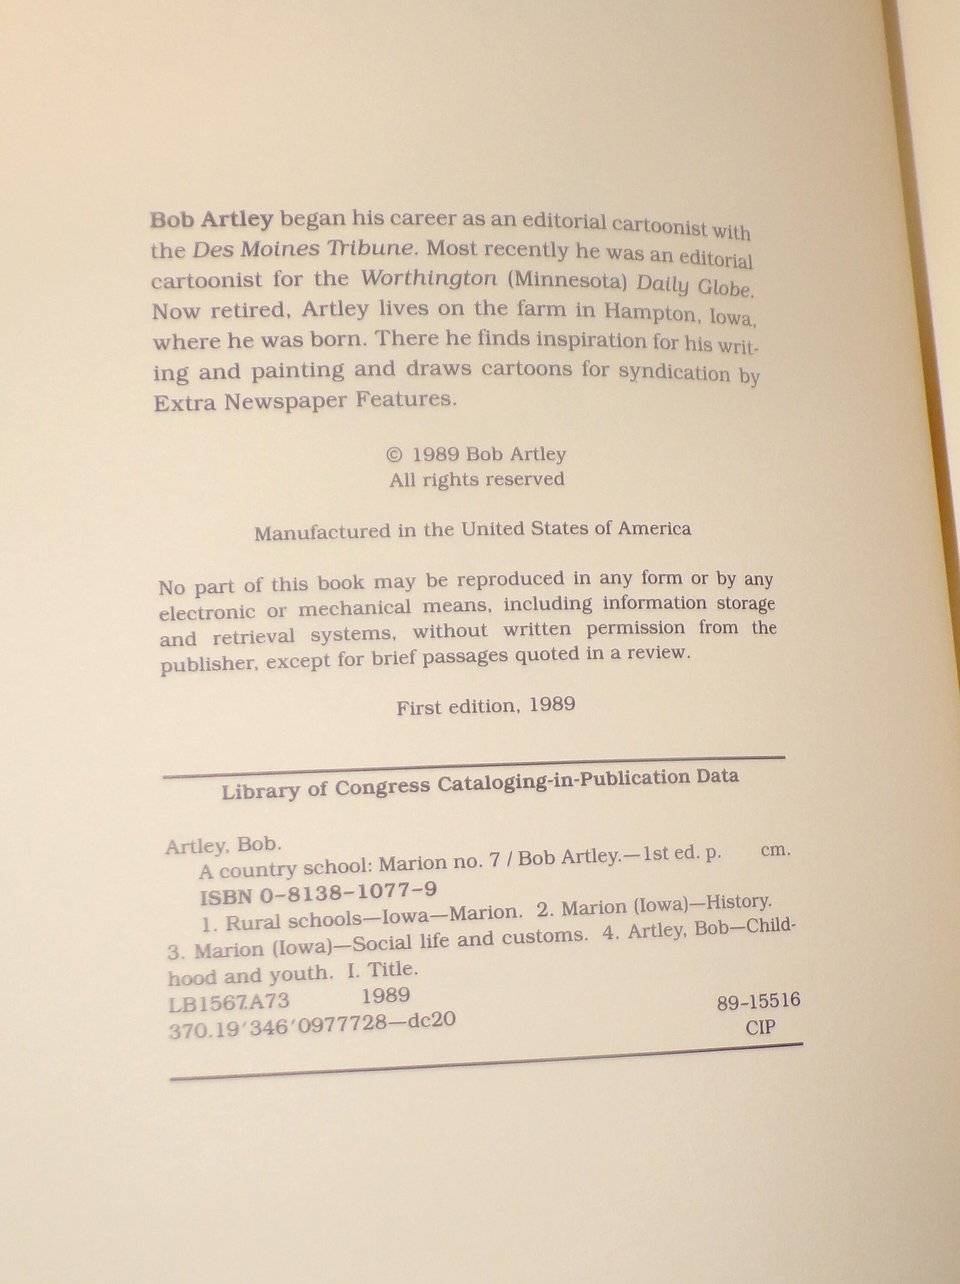 Bob Artley began his career as an editorial cartoonist with
the Des Moines Tribune. Most recently he was an editorial
cartoonist for the Worthington (Minnesota) Daily Globe.
Now retired, Artley lives on the farm in Hampton, Iowa,
where he was born. There he finds inspiration for his writ-
ing and painting and draws cartoons for syndication by
Extra Newspaper Features.
© 1989 Bob Artley
All rights reserved
Manufactured in the United States of America
No part of this book may be reproduced in any form or by any
electronic or mechanical means, including information storage
and retrieval systems, without written permission from the
publisher, except for brief passages quoted in a review.
First edition, 1989
Library of Congress Cataloging-in-Publication Data
Artley, Bob.
A country school: Marion no. 7 / Bob Artley.—1st ed. p. cm.
ISBN 0-8138-1077-9
1. Rural schools—Iowa—Marion. 2. Marion (Iowa)—History.
3. Marion (Iowa)—Social life and customs. 4. Artley, Bob—Child-
hood and youth. I. Title.
LB1567.A73 1989
370.19′346′0977728—dc20 89-15516
CIP